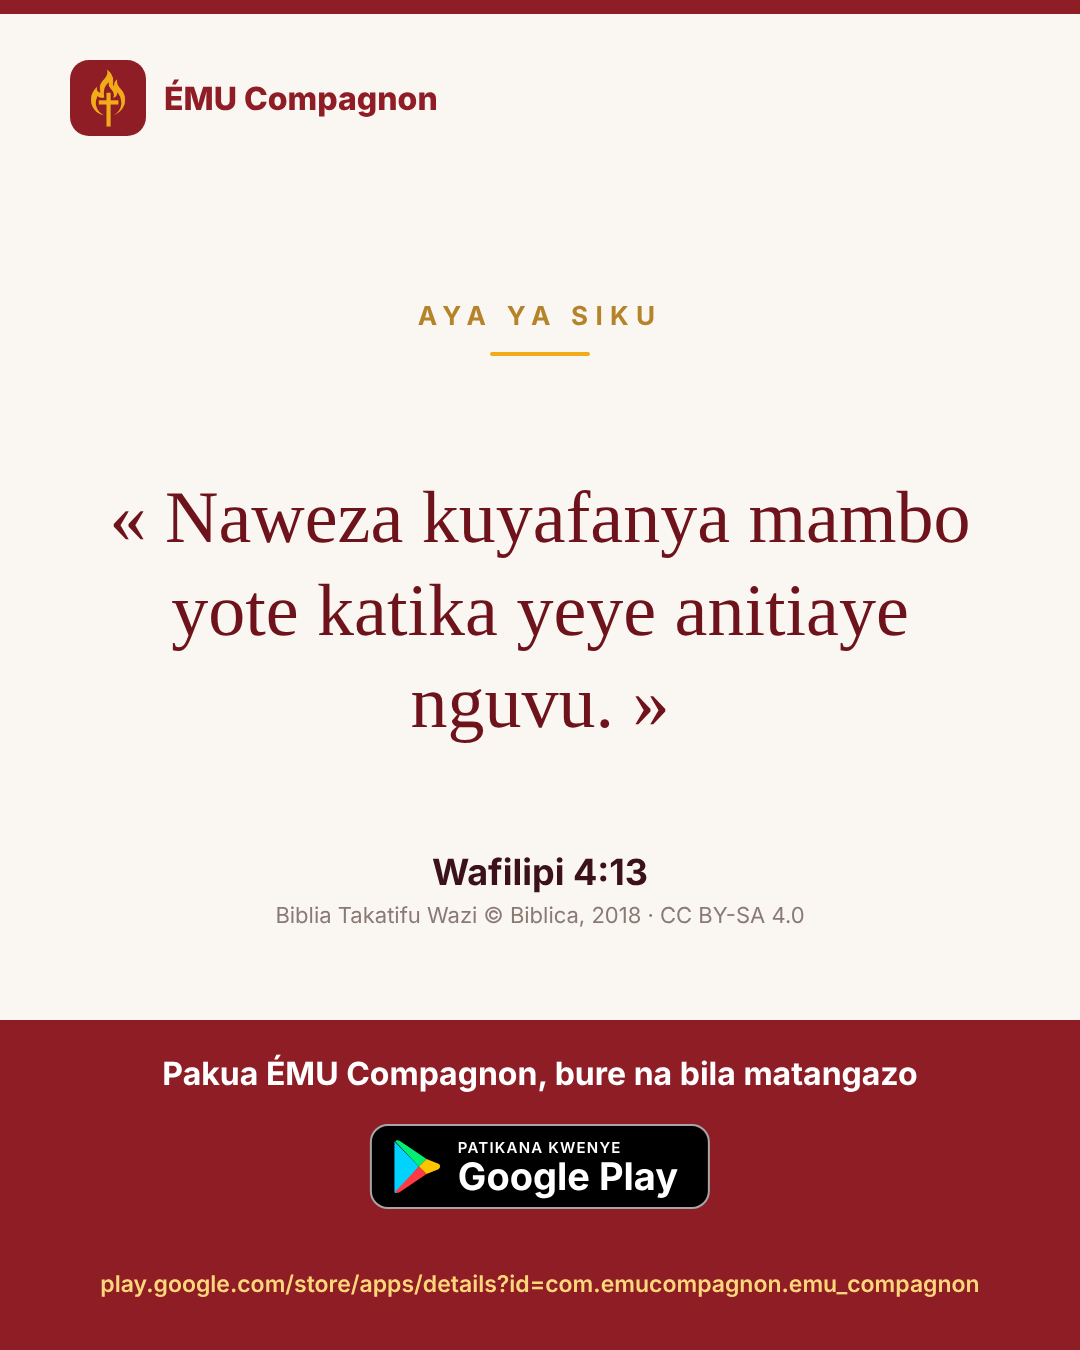 ÉMU Compagnon
AYA YA SIKU
« Naweza kuyafanya mambo
yote katika yeye anitiaye
nguvu. »
Wafilipi 4:13
Biblia Takatifu Wazi © Biblica, 2018 · CC BY-SA 4.0
Pakua ÉMU Compagnon, bure na bila matangazo
PATIKANA KWENYE
Google Play
play.google.com/store/apps/details?id=com.emucompagnon.emu_compagnon